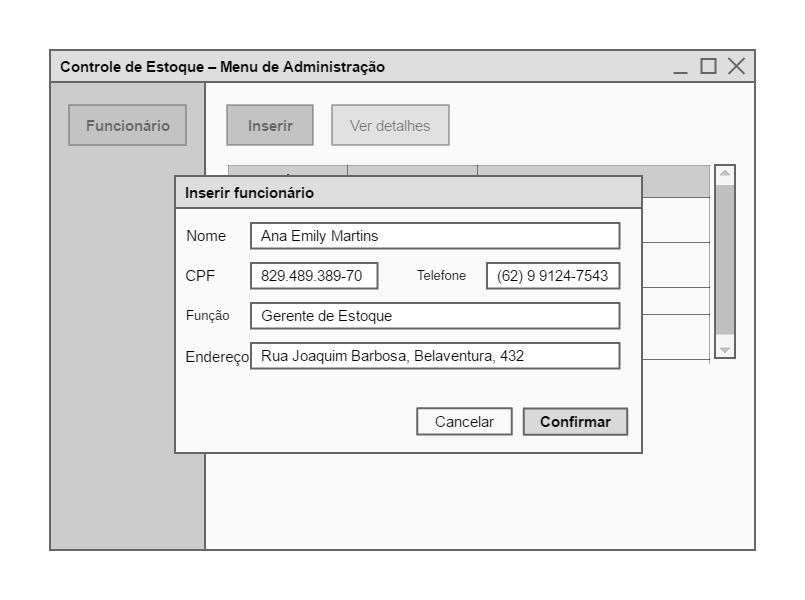 Controle de Estoque – Menu de Administração
Funcionário
Inserir
Ver detalhes
Inserir funcionário
Nome
Ana Emily Martins
CPF
829.489.389-70
Telefone
(62) 9 9124-7543
Função
Gerente de Estoque
Endereço
Rua Joaquim Barbosa, Belaventura, 432
Cancelar
Confirmar